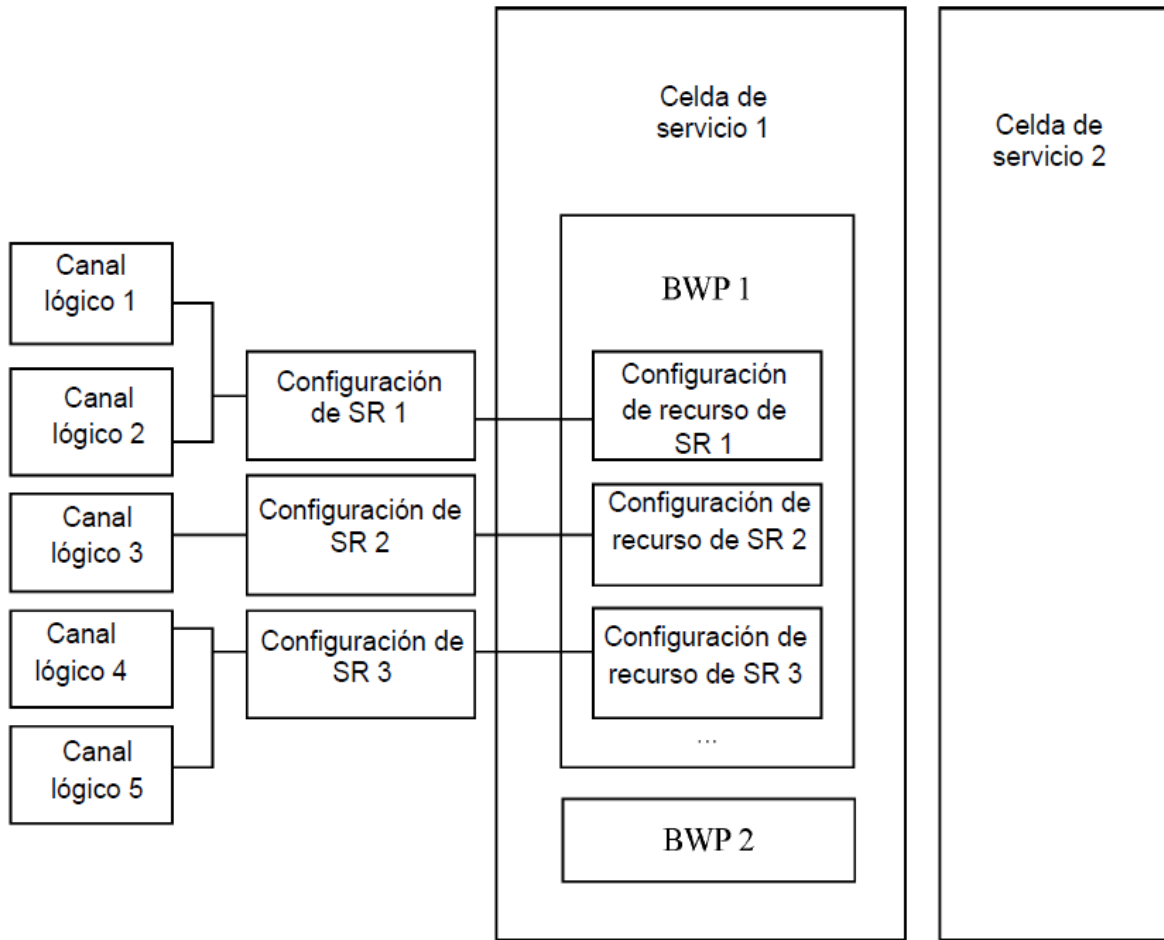 Celda de
servicio 1
Celda de
servicio 2
Canal
lógico 1
Canal
lógico 2
Canal
lógico 3
Canal
lógico 4
Canal
lógico 5
Configuración
de SR 1
Configuración de
SR 2
Configuración de
SR 3
BWP 1
Configuración
de recurso de
SR 1
Configuración de
recurso de SR 2
Configuración de
recurso de SR 3
...
BWP 2